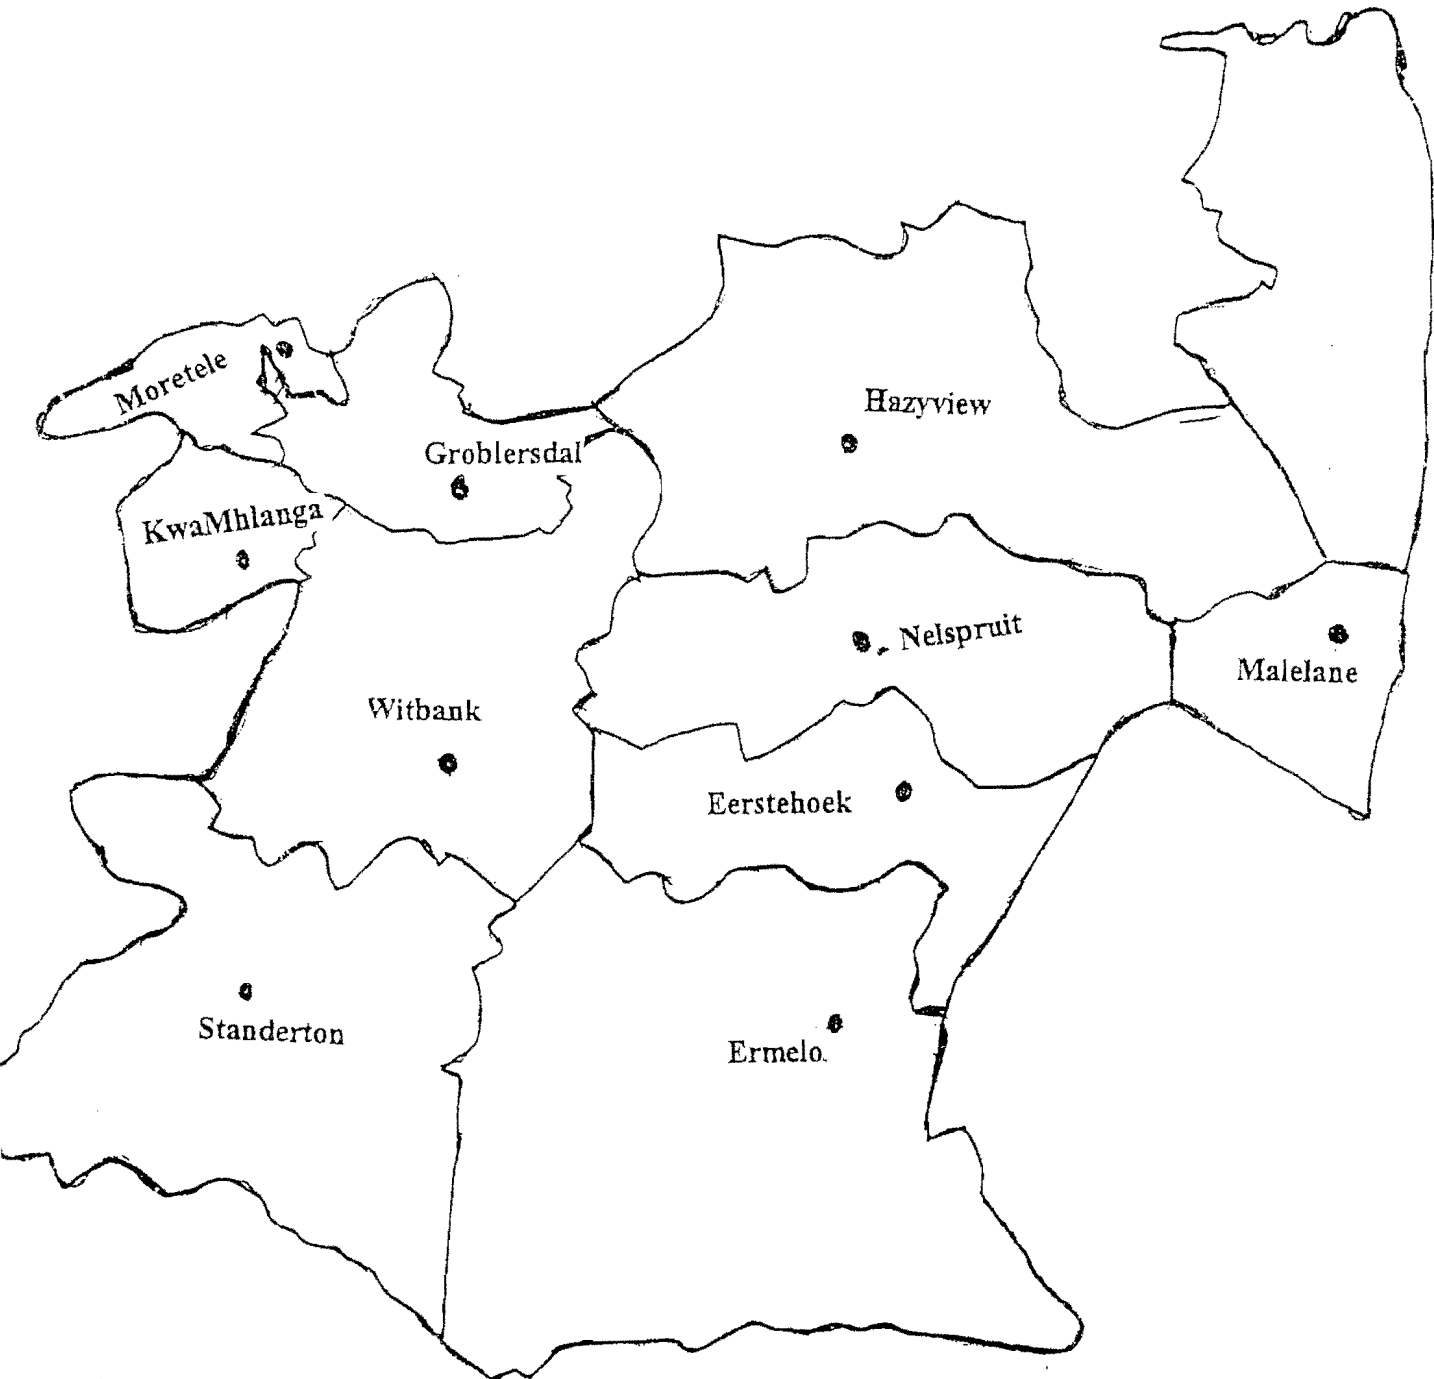 Moretele
Hazyview
Groblersdal
KwaMhlanga
Nelspruit
Malelane
Witbank
Eerstehoek
Standerton
Ermelo.